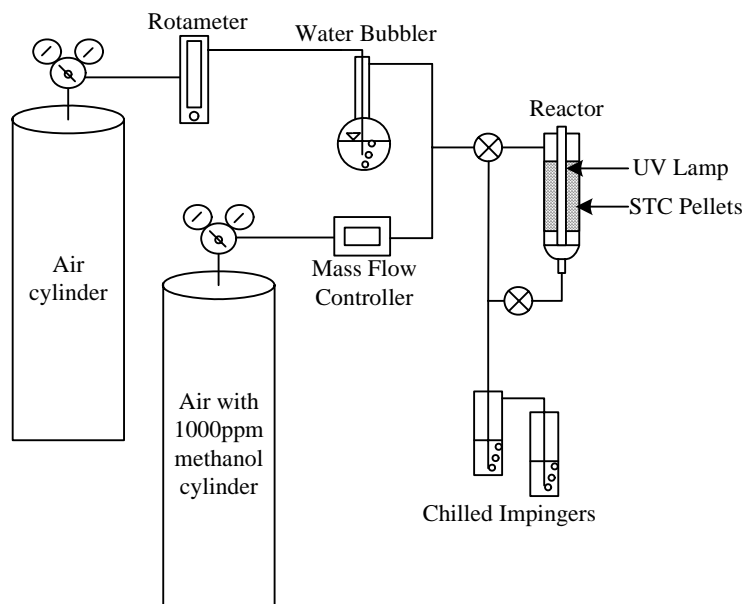 Rotameter
Water Bubbler
Reactor
UV Lamp
STC Pellets
Air
cylinder
Mass Flow
Controller
Air with
1000ppm
methanol
cylinder
Chilled Impingers